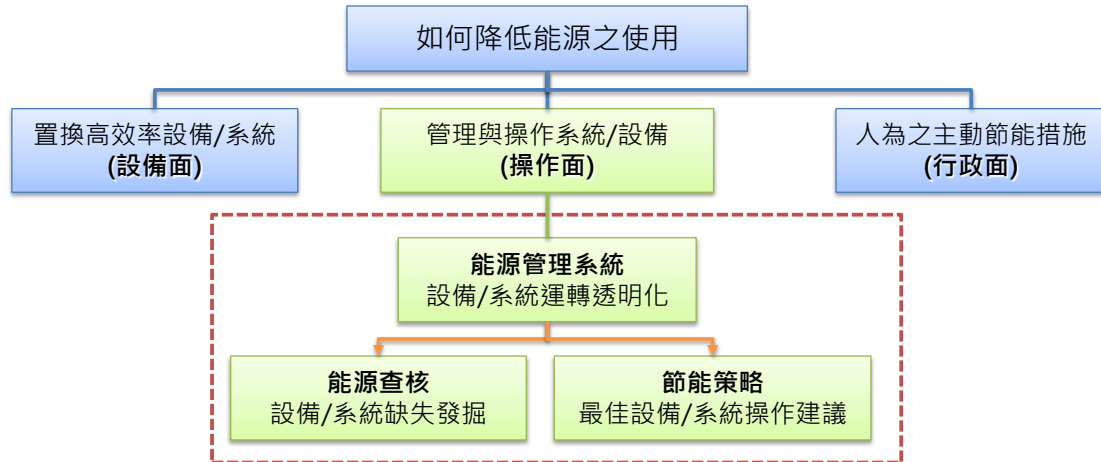 如何降低能源之使用
置換高效率設備/系統
(設備面)
管理與操作系統/設備
(操作面)
人為之主動節能措施
(行政面)
能源管理系統
設備/系統運轉透明化
能源查核
設備/系統缺失發掘
節能策略
最佳設備/系統操作建議